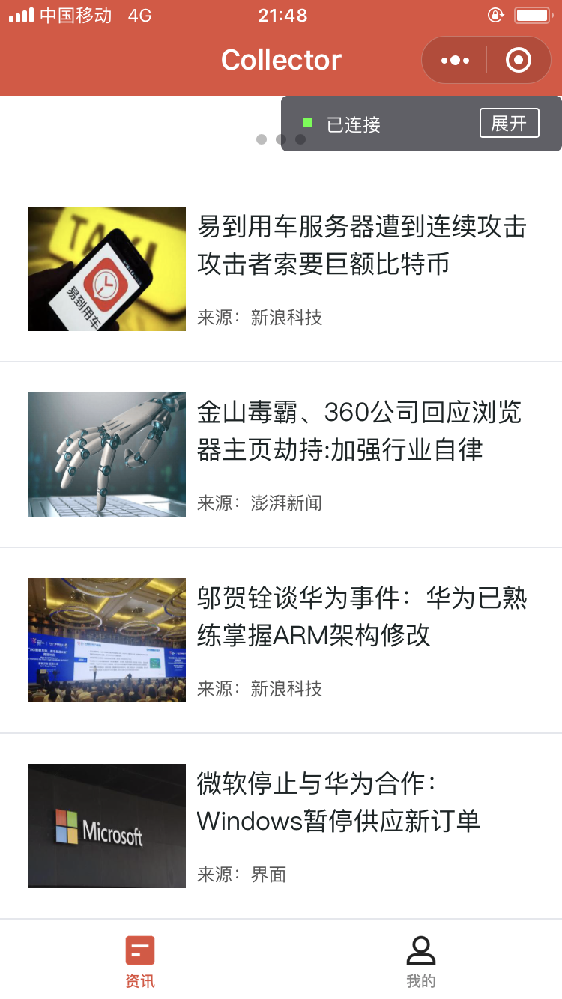 中国移动 4G 21:48
Collector
已连接 展开
TAXI
易到用车
易到用车服务器遭到连续攻击
攻击者索要巨额比特币
来源：新浪科技
金山毒霸、360公司回应浏览
器主页劫持:加强行业自律
来源：澎湃新闻
邬贺铨谈华为事件：华为已熟
练掌握ARM架构修改
来源：新浪科技
Microsoft
微软停止与华为合作：
Windows暂停供应新订单
来源：界面
资讯 我的